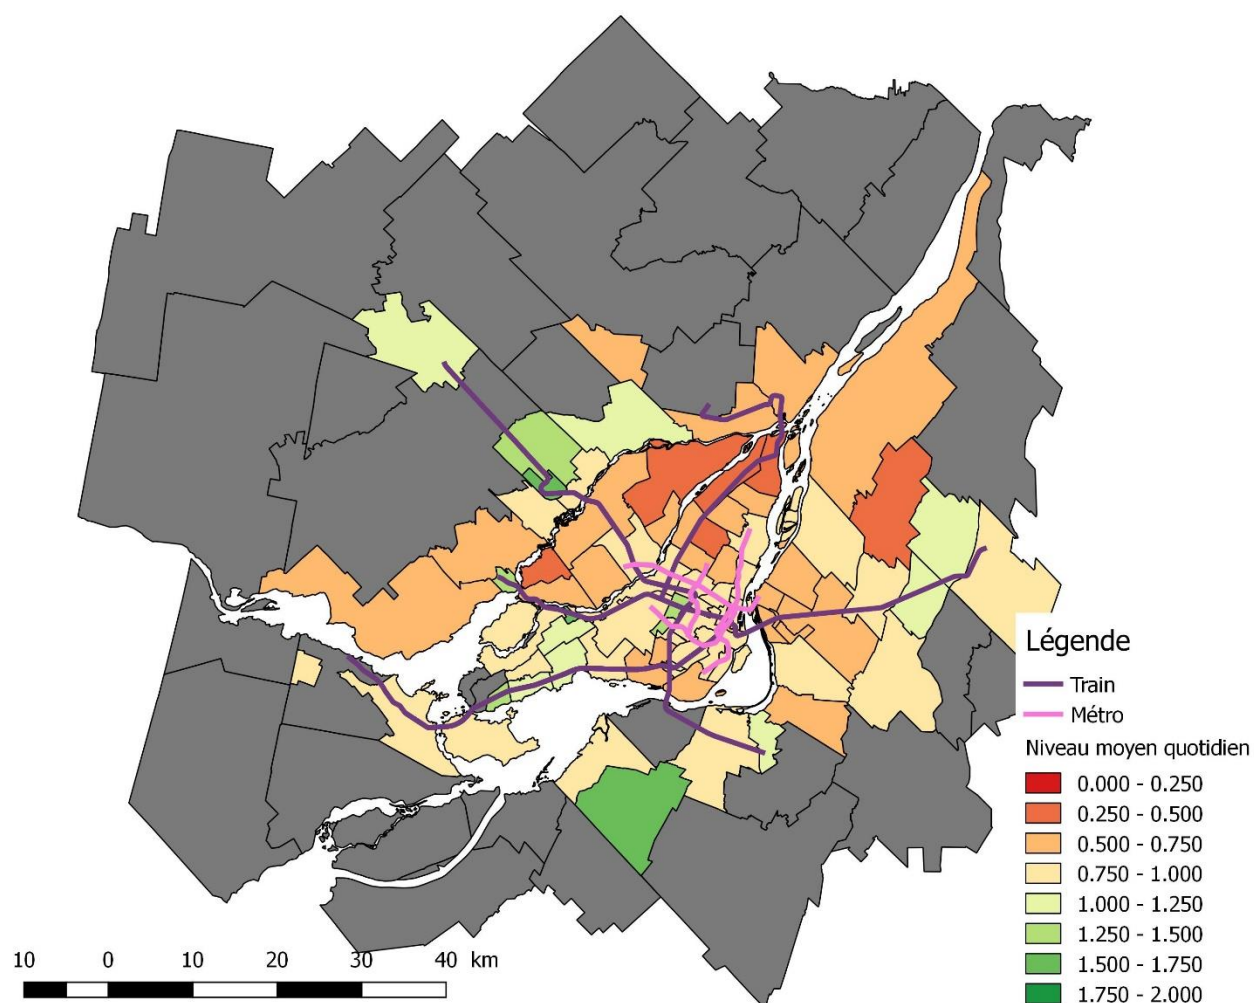 Légende
Train
Métro
Niveau moyen quotidien
0.000 - 0.250
0.250 - 0.500
0.500 - 0.750
0.750 - 1.000
1.000 - 1.250
1.250 - 1.500
1.500 - 1.750
1.750 - 2.000
10 0 10 20 30 40 km